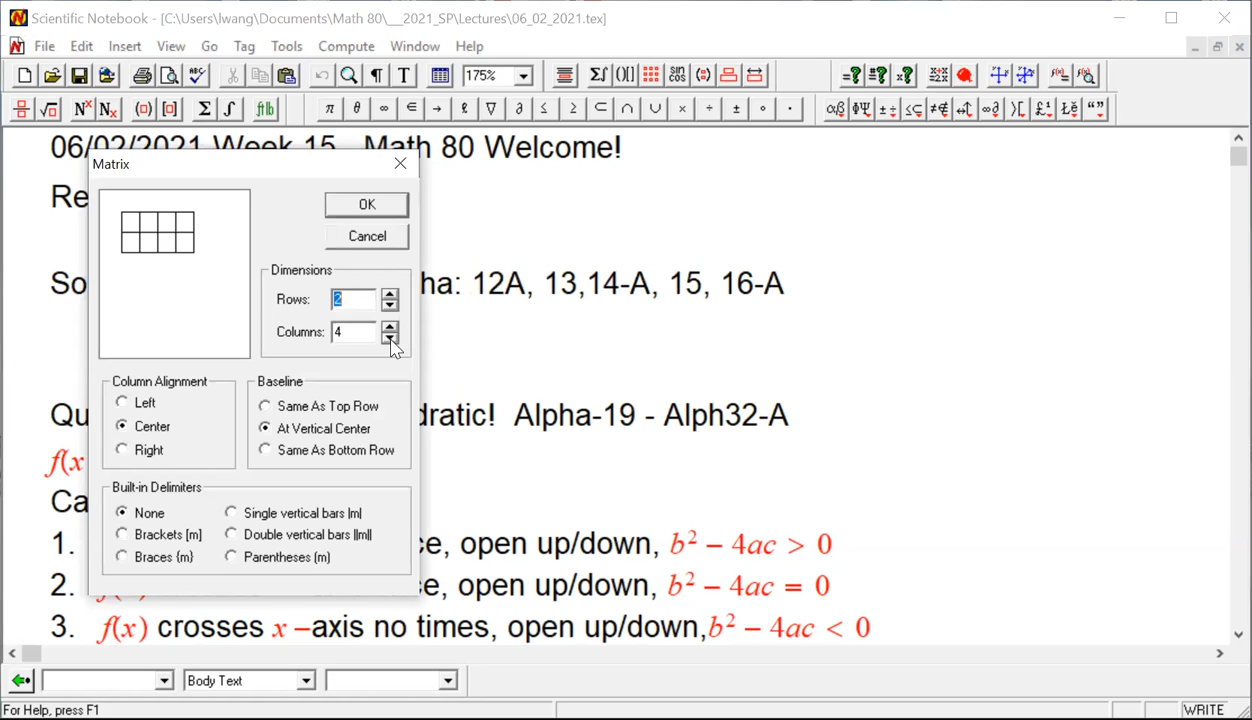 Scientific Notebook - [C:\Users\lwang\Documents\Math 80\__2021_SP\Lectures\06_02_2021.tex]
File Edit Insert View Go Tag Tools Compute Window Help
175%
Body Text
For Help, press F1
WRITE
06/02/2021 Week 15 Math 80 Welcome!
Re
So ha: 12A, 13,14-A, 15, 16-A
Qu dratic! Alpha-19 - Alph32-A
f(x
Ca
1. ce, open up/down, b² − 4ac > 0
2. ce, open up/down, b² − 4ac = 0
3. f(x) crosses x −axis no times, open up/down,b² − 4ac < 0
Matrix
OK
Cancel
Dimensions
Rows: 2
Columns: 4
Column Alignment
Left
Center
Right
Baseline
Same As Top Row
At Vertical Center
Same As Bottom Row
Built-in Delimiters
None
Brackets [m]
Braces {m}
Single vertical bars |m|
Double vertical bars ||m||
Parentheses (m)